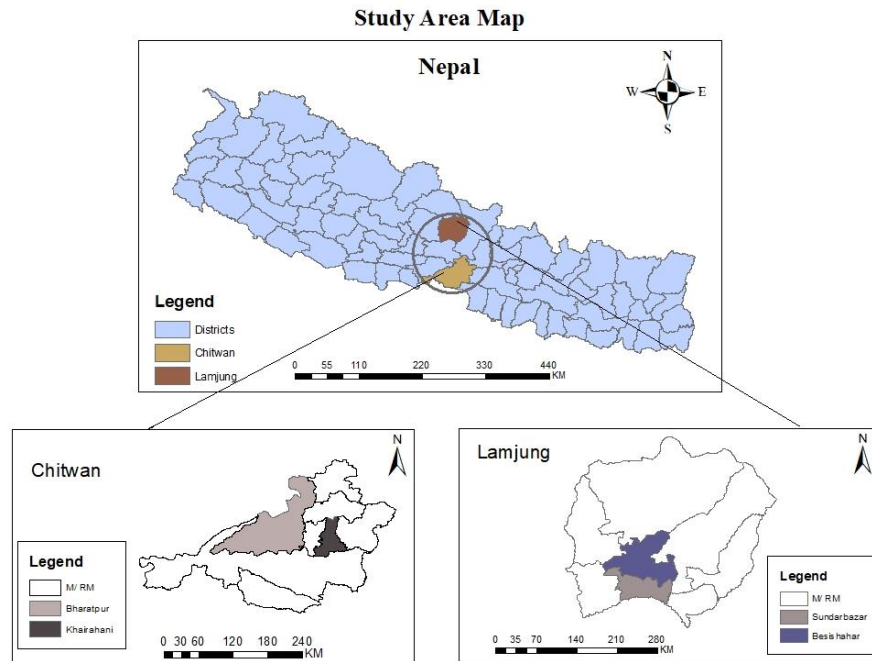 Study Area Map
Nepal
N
W E
S
Legend
Districts
Chitwan
Lamjung
0 55 110 220 330 440
KM
Chitwan
N
Legend
M/ RM
Bharatpur
Khairahani
0 30 60 120 180 240
KM
Lamjung
N
Legend
M/ RM
Sundarbazar
Besishahar
0 35 70 140 210 280
KM